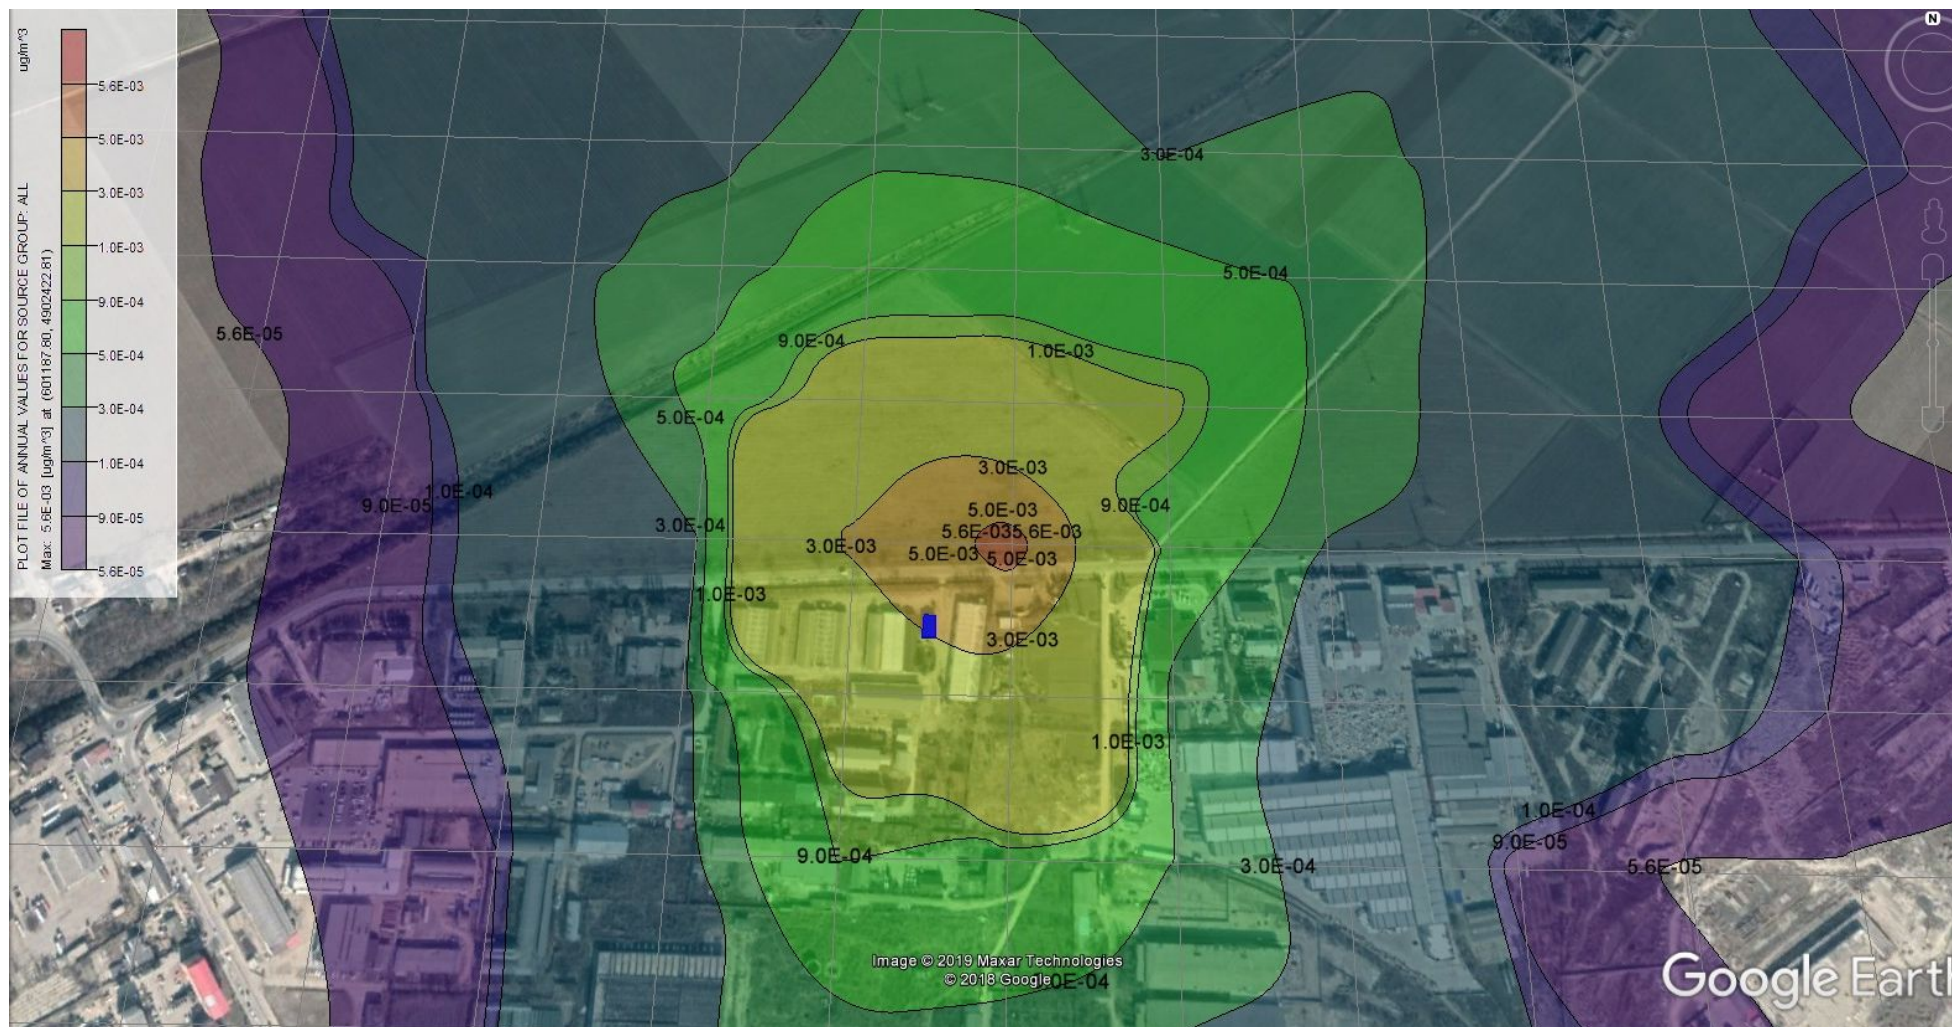 N
ug/m^3
PLOT FILE OF ANNUAL VALUES FOR SOURCE GROUP: ALL
Max: 5.6E-03 [ug/m^3] at (601187.80, 4902422.81)
5.6E-03
5.0E-03
3.0E-03
1.0E-03
9.0E-04
5.0E-04
3.0E-04
1.0E-04
9.0E-05
5.6E-05
3.0E-04
5.0E-04
5.6E-05
9.0E-04
1.0E-03
5.0E-04
3.0E-03
1.0E-04
9.0E-05
9.0E-04
5.0E-03
3.0E-04
5.6E-03
5.6E-03
3.0E-03
5.0E-03
5.0E-03
1.0E-03
3.0E-03
1.0E-03
1.0E-04
9.0E-05
9.0E-04
3.0E-04
5.6E-05
Image © 2019 Maxar Technologies
© 2018 Google
0E-04
Google Earth